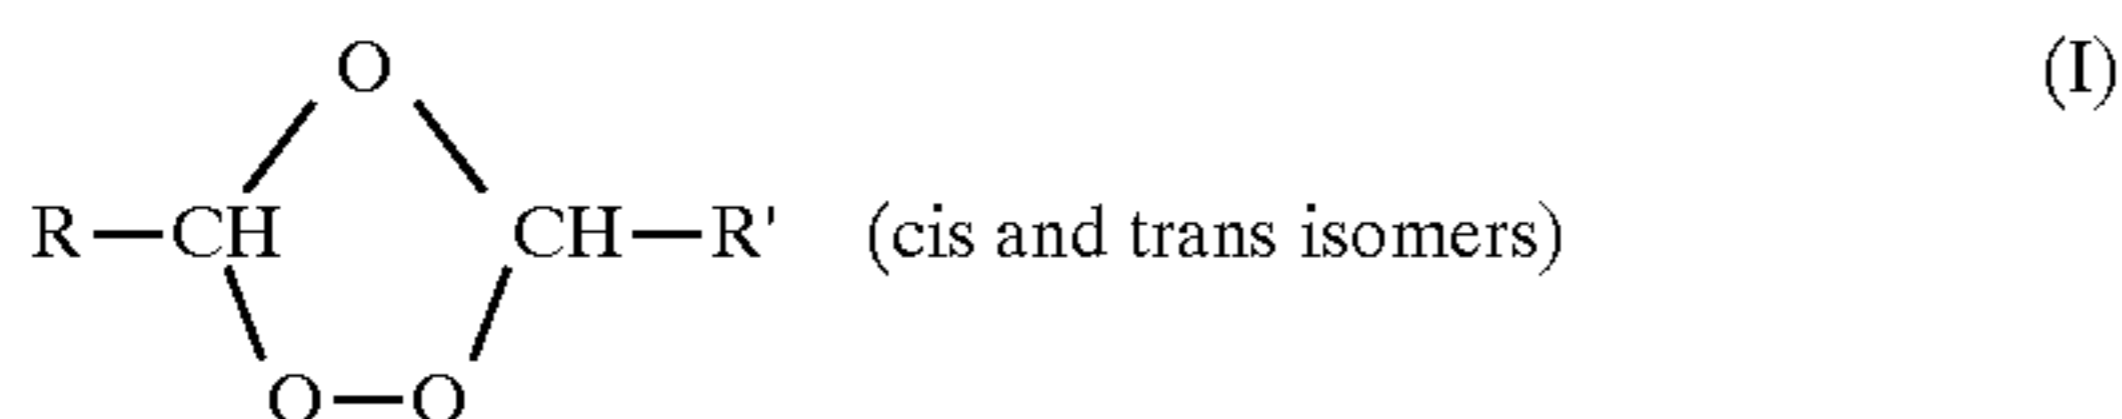 O (I)
R—CH CH—R' (cis and trans isomers)
O—O